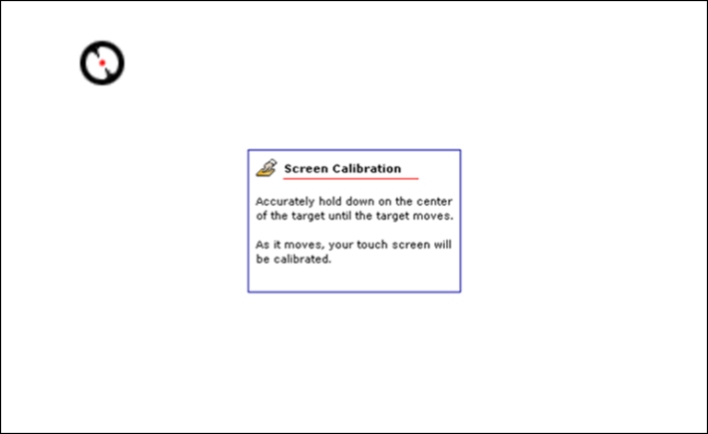 Screen Calibration
Accurately hold down on the center
of the target until the target moves.
As it moves, your touch screen will
be calibrated.